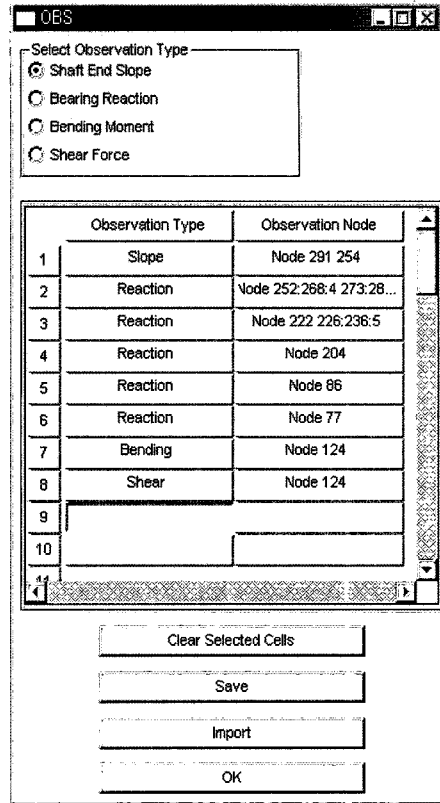 OBS
Select Observation Type
Shaft End Slope
Bearing Reaction
Bending Moment
Shear Force
Observation Type Observation Node
1 Slope Node 291 254
2 Reaction Node 252:268:4 273:28...
3 Reaction Node 222 226:236:5
4 Reaction Node 204
5 Reaction Node 86
6 Reaction Node 77
7 Bending Node 124
8 Shear Node 124
9
10
Clear Selected Cells
Save
Import
OK